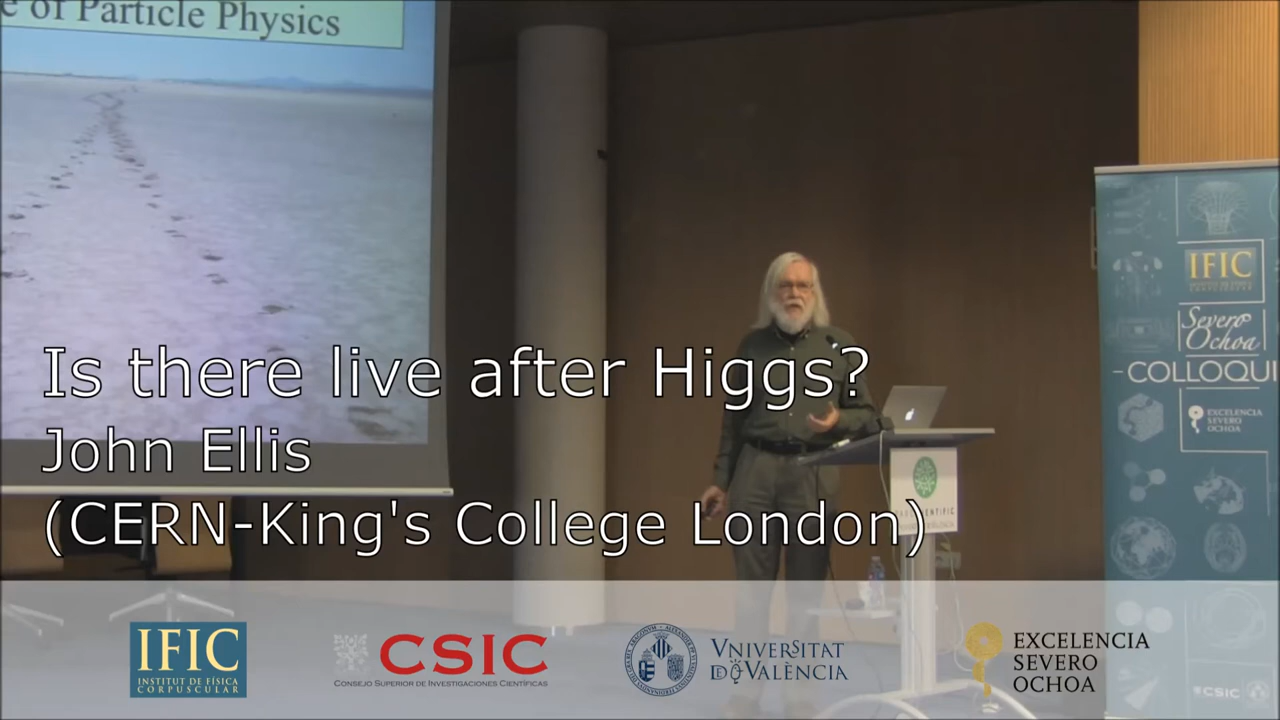 e of Particle Physics
Is there live after Higgs?
John Ellis
(CERN-King's College London)
IFIC
Severo
Ochoa
-COLLOQUI
EXCELENCIA
SEVERO
OCHOA
CSIC
IFIC
INSTITUT DE FÍSICA
CORPUSCULAR
CSIC
CONSEJO SUPERIOR DE INVESTIGACIONES CIENTÍFICAS
VNIVERSITAT
DE VALÈNCIA
EXCELENCIA
SEVERO
OCHOA